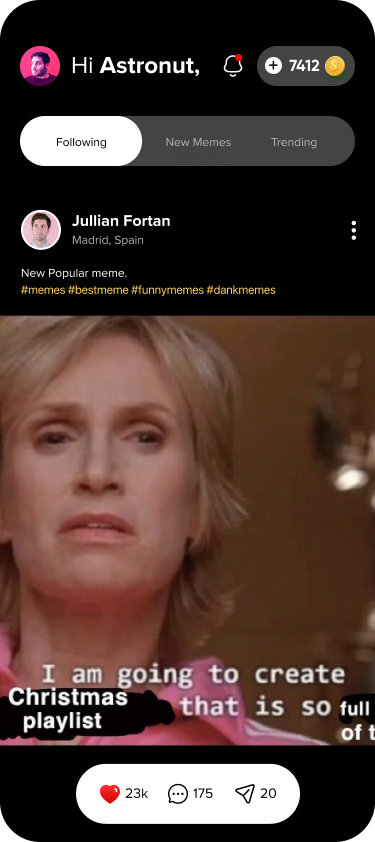 Hi Astronut,
7412
Following
New Memes
Trending
Jullian Fortan
Madrid, Spain
New Popular meme.
#memes #bestmeme #funnymemes #dankmemes
I am going to create
Christmas playlist that is so full
of t
23k
175
20